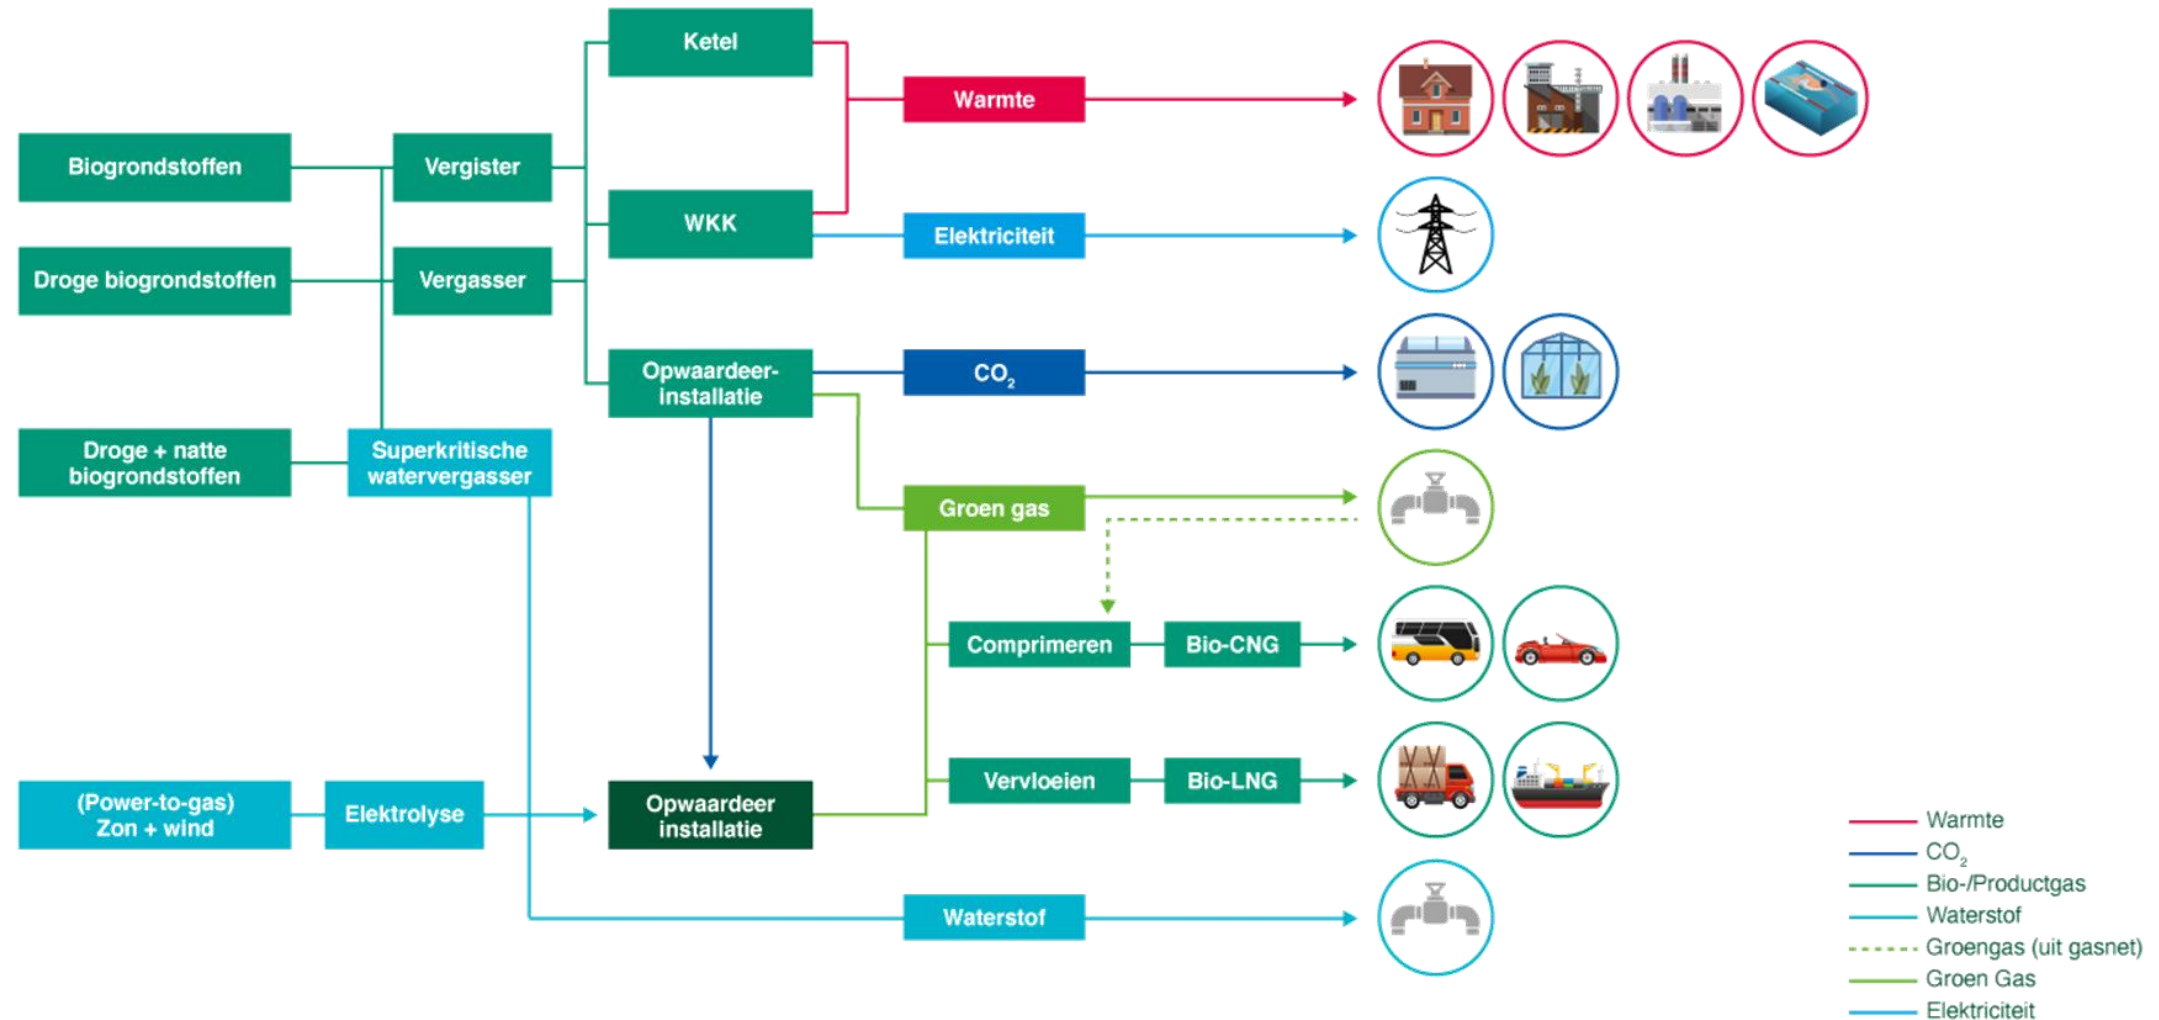 Ketel
Warmte
Biogrondstoffen
Vergister
WKK
Elektriciteit
Droge biogrondstoffen
Vergasser
Opwaardeer-
installatie
CO₂
Droge + natte
biogrondstoffen
Superkritische
watervergasser
Groen gas
Comprimeren
Bio-CNG
Vervloeien
Bio-LNG
(Power-to-gas)
Zon + wind
Elektrolyse
Opwaardeer
installatie
Waterstof
Warmte
CO₂
Bio-/Productgas
Waterstof
Groengas (uit gasnet)
Groen Gas
Elektriciteit